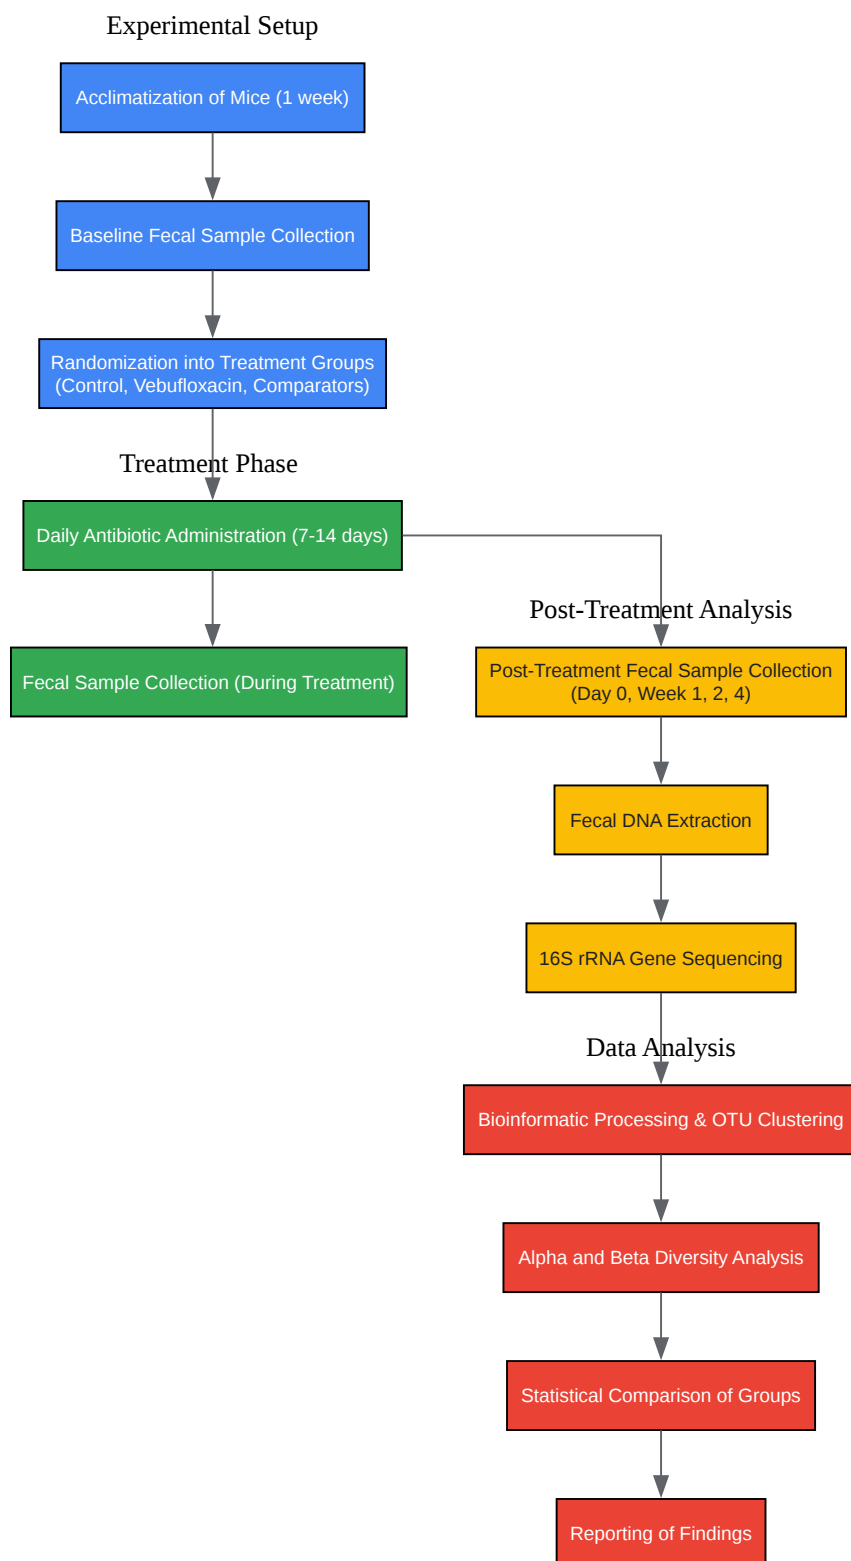 Experimental Setup
Acclimatization of Mice (1 week)
Baseline Fecal Sample Collection
Randomization into Treatment Groups
(Control, Vebufloxacin, Comparators)
Treatment Phase
Daily Antibiotic Administration (7-14 days)
Fecal Sample Collection (During Treatment)
Post-Treatment Analysis
Post-Treatment Fecal Sample Collection
(Day 0, Week 1, 2, 4)
Fecal DNA Extraction
16S rRNA Gene Sequencing
Data Analysis
Bioinformatic Processing & OTU Clustering
Alpha and Beta Diversity Analysis
Statistical Comparison of Groups
Reporting of Findings